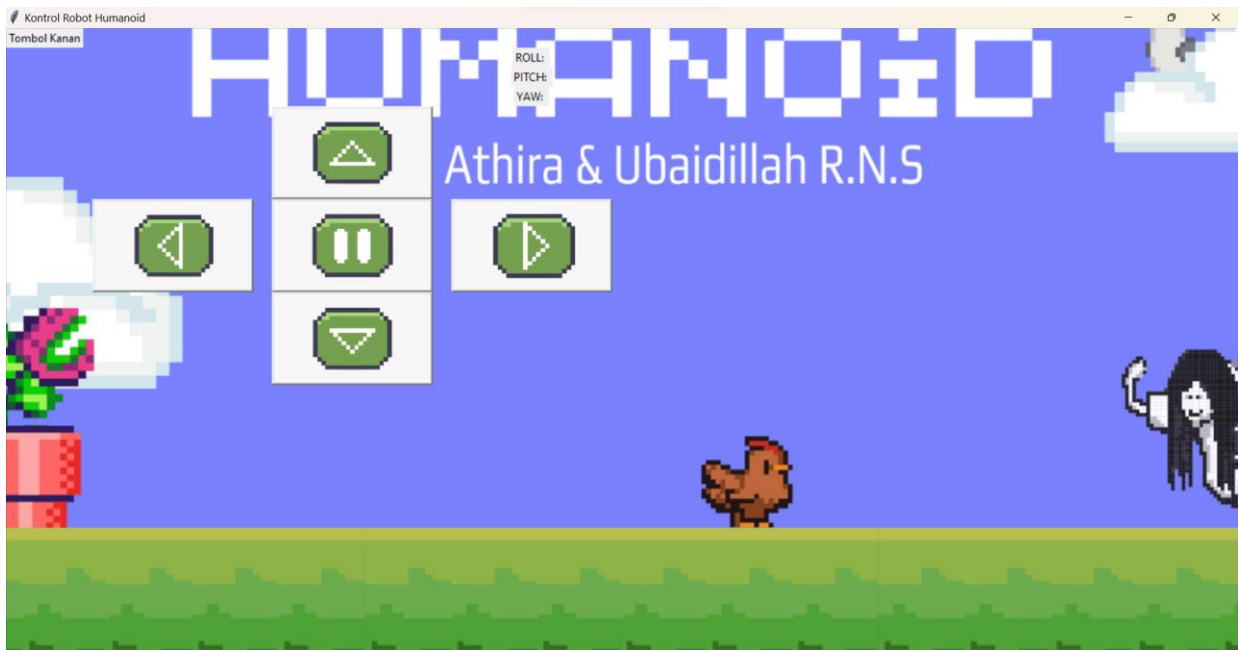 Kontrol Robot Humanoid
Tombol Kanan
HUMANOID
ROLL:
PITCH:
YAW:
Athira & Ubaidillah R.N.S